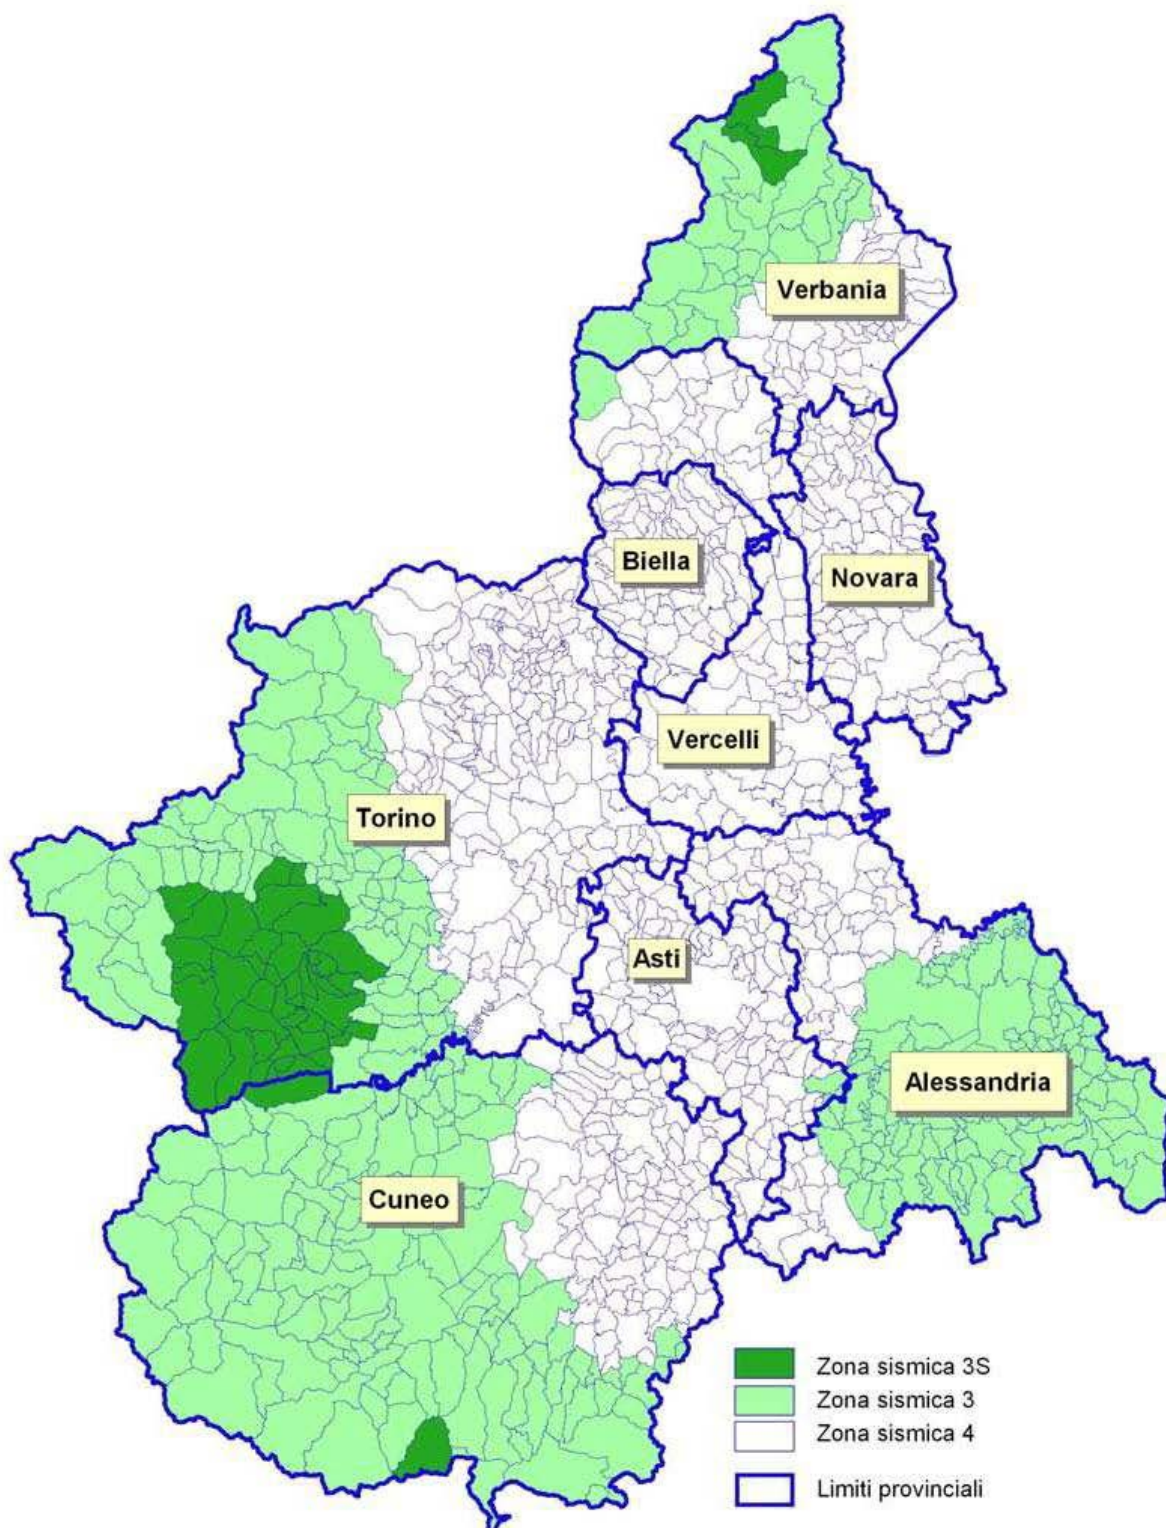 Verbania
Biella
Novara
Vercelli
Torino
Asti
Alessandria
Cuneo
Zona sismica 3S
Zona sismica 3
Zona sismica 4
Limiti provinciali